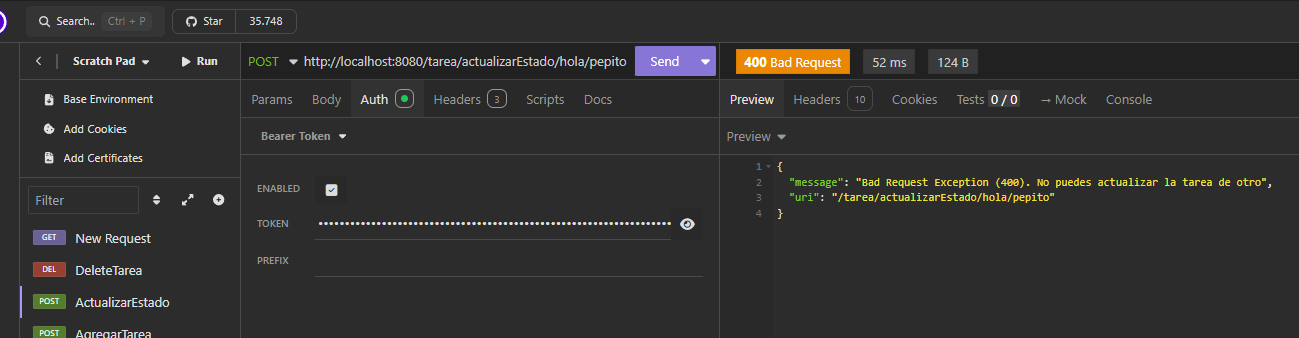 Search.. Ctrl + P Star 35.748
Scratch Pad Run
Base Environment
Add Cookies
Add Certificates
Filter
GET New Request
DEL DeleteTarea
POST ActualizarEstado
POST AgregarTarea
POST http://localhost:8080/tarea/actualizarEstado/hola/pepito Send
Params Body Auth Headers 3 Scripts Docs
Bearer Token
ENABLED
TOKEN ••••••••••••••••••••••••••••••••••••••••••••••••••••••••••••••••
PREFIX
400 Bad Request 52 ms 124 B
Preview Headers 10 Cookies Tests 0 / 0 → Mock Console
Preview
1 {
2 "message": "Bad Request Exception (400). No puedes actualizar la tarea de otro",
3 "uri": "/tarea/actualizarEstado/hola/pepito"
4 }